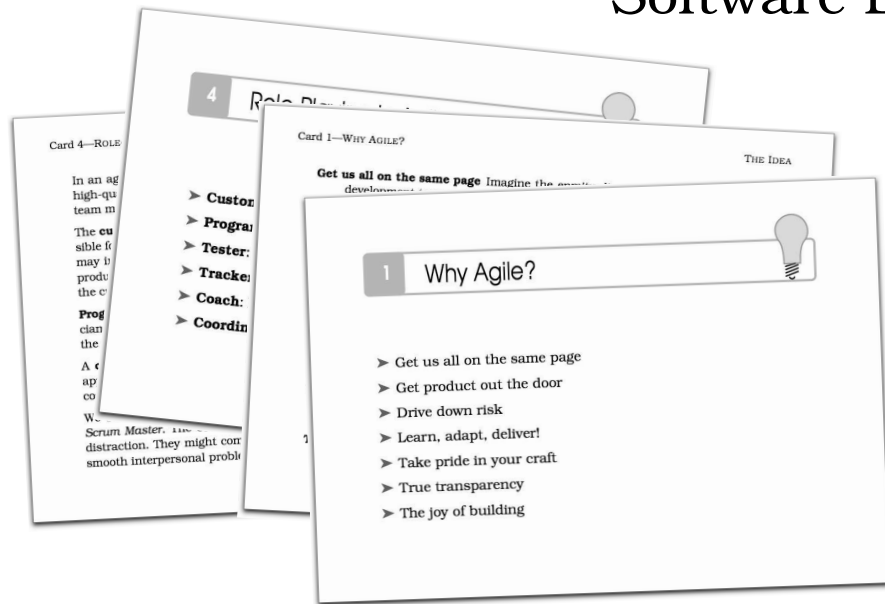 Software
4
Card 4—ROLE
In an ag
high-qu
team m
The cu
sible fo
may i
produ
the c
Prog
cian
the
A c
ap
co
Scrum Master.
distraction. They might com
smooth interpersonal proble
➤ Custon
➤ Progra
➤ Tester:
➤ Tracke
➤ Coach:
➤ Coordin
Card 1—WHY AGILE?
THE IDEA
Get us all on the same page Imagine the
development
1 Why Agile?
➤ Get us all on the same page
➤ Get product out the door
➤ Drive down risk
➤ Learn, adapt, deliver!
➤ Take pride in your craft
➤ True transparency
➤ The joy of building